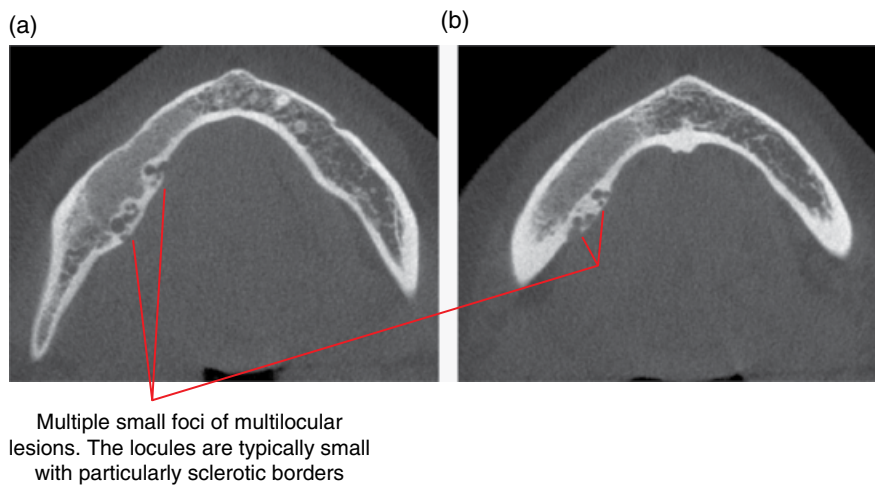 (a)
(b)
Multiple small foci of multilocular
lesions. The locules are typically small
with particularly sclerotic borders